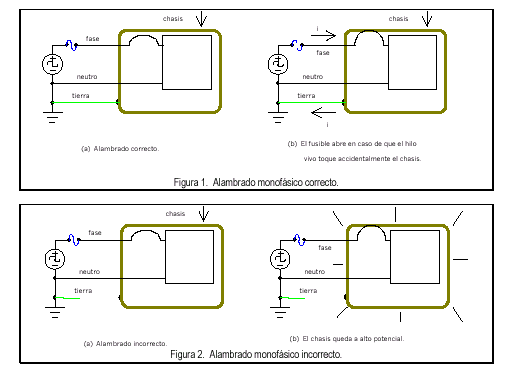 chasis
fase
neutro
tierra
(a) Alambrado correcto.
chasis
i
fase
neutro
tierra
i
(b) El fusible abre en caso de que el hilo
vivo toque accidentalmente el chasis.
Figura 1. Alambrado monofásico correcto.
chasis
fase
neutro
tierra
(a) Alambrado incorrecto.
fase
neutro
tierra
(b) El chasis queda a alto potencial.
Figura 2. Alambrado monofásico incorrecto.